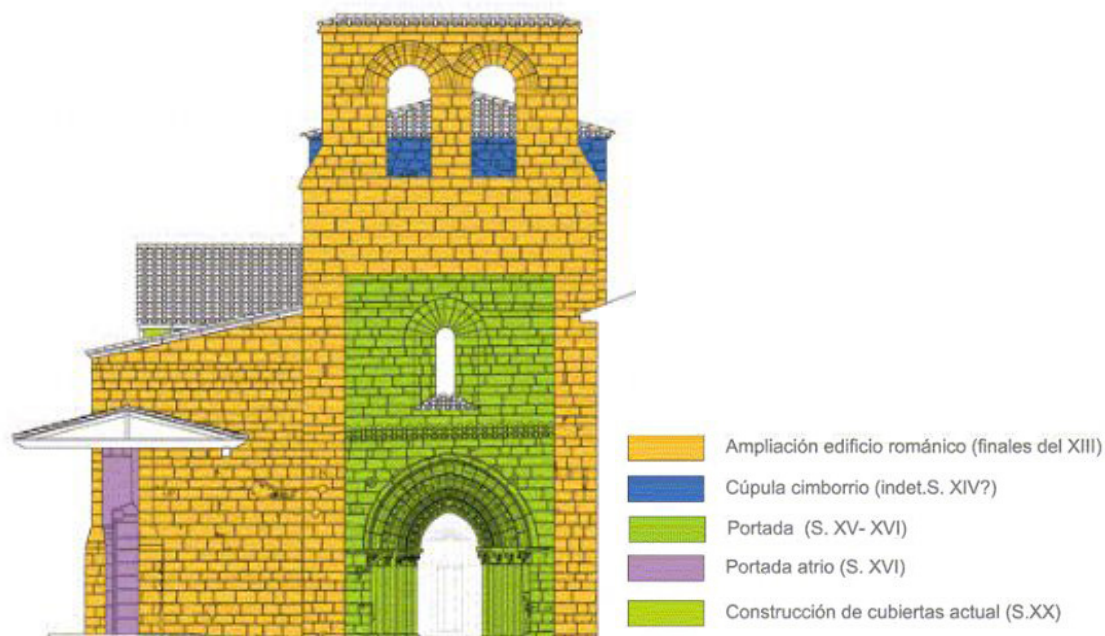 Ampliación edificio románico (finales del XIII)
Cúpula cimborrio (indet.S. XIV?)
Portada (S. XV- XVI)
Portada atrio (S. XVI)
Construcción de cubiertas actual (S.XX)